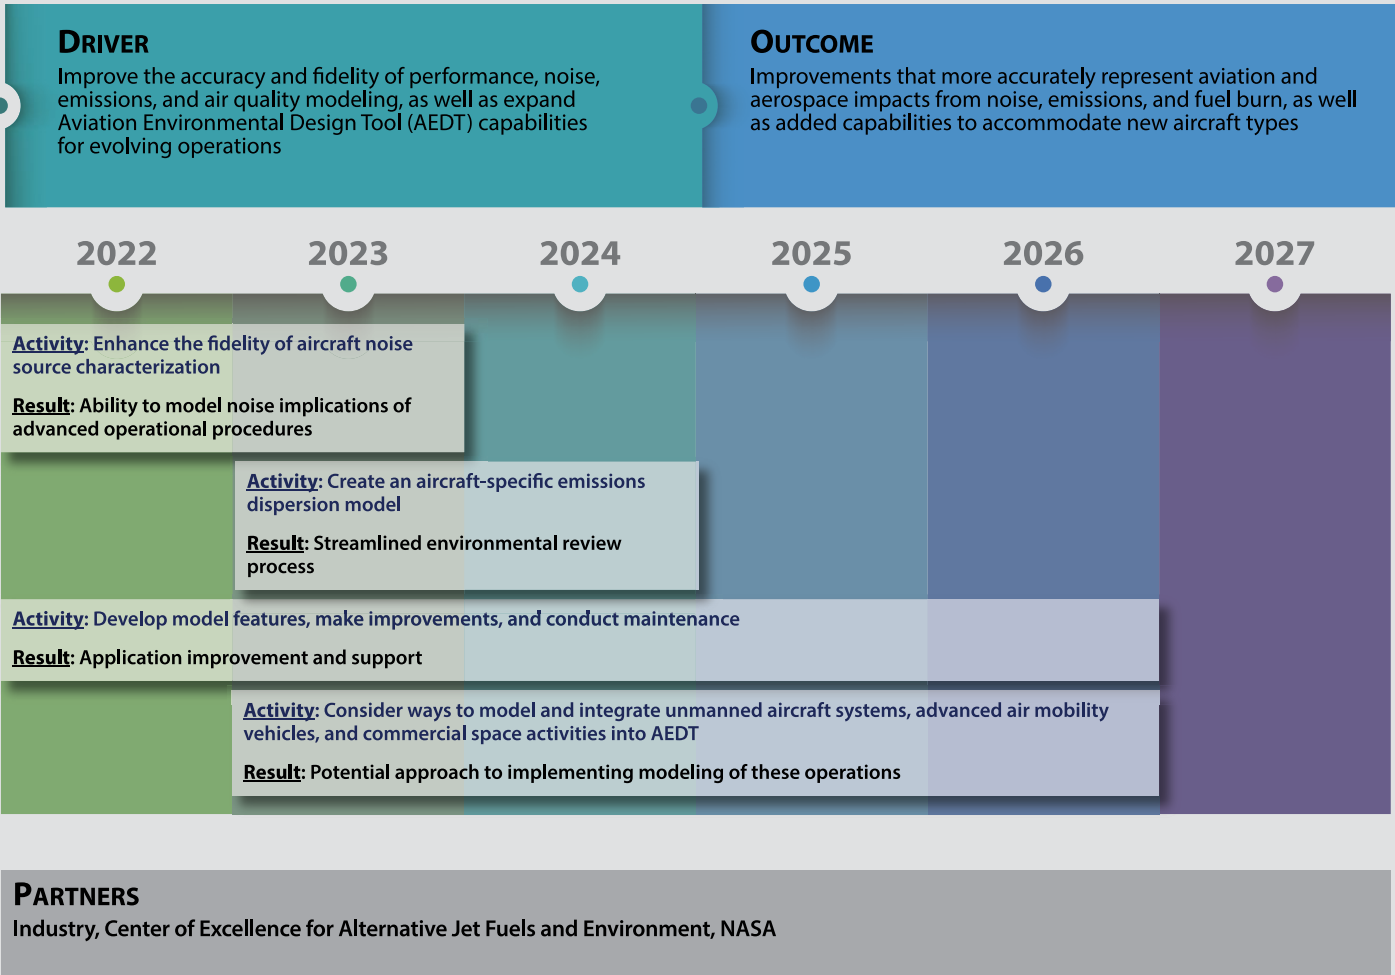 DRIVER
Improve the accuracy and fidelity of performance, noise,
emissions, and air quality modeling, as well as expand
Aviation Environmental Design Tool (AEDT) capabilities
for evolving operations
OUTCOME
Improvements that more accurately represent aviation and
aerospace impacts from noise, emissions, and fuel burn, as well
as added capabilities to accommodate new aircraft types
2022 2023 2024 2025 2026 2027
Activity: Enhance the fidelity of aircraft noise
source characterization
Result: Ability to model noise implications of
advanced operational procedures
Activity: Create an aircraft-specific emissions
dispersion model
Result: Streamlined environmental review
process
Activity: Develop model features, make improvements, and conduct maintenance
Result: Application improvement and support
Activity: Consider ways to model and integrate unmanned aircraft systems, advanced air mobility
vehicles, and commercial space activities into AEDT
Result: Potential approach to implementing modeling of these operations
PARTNERS
Industry, Center of Excellence for Alternative Jet Fuels and Environment, NASA